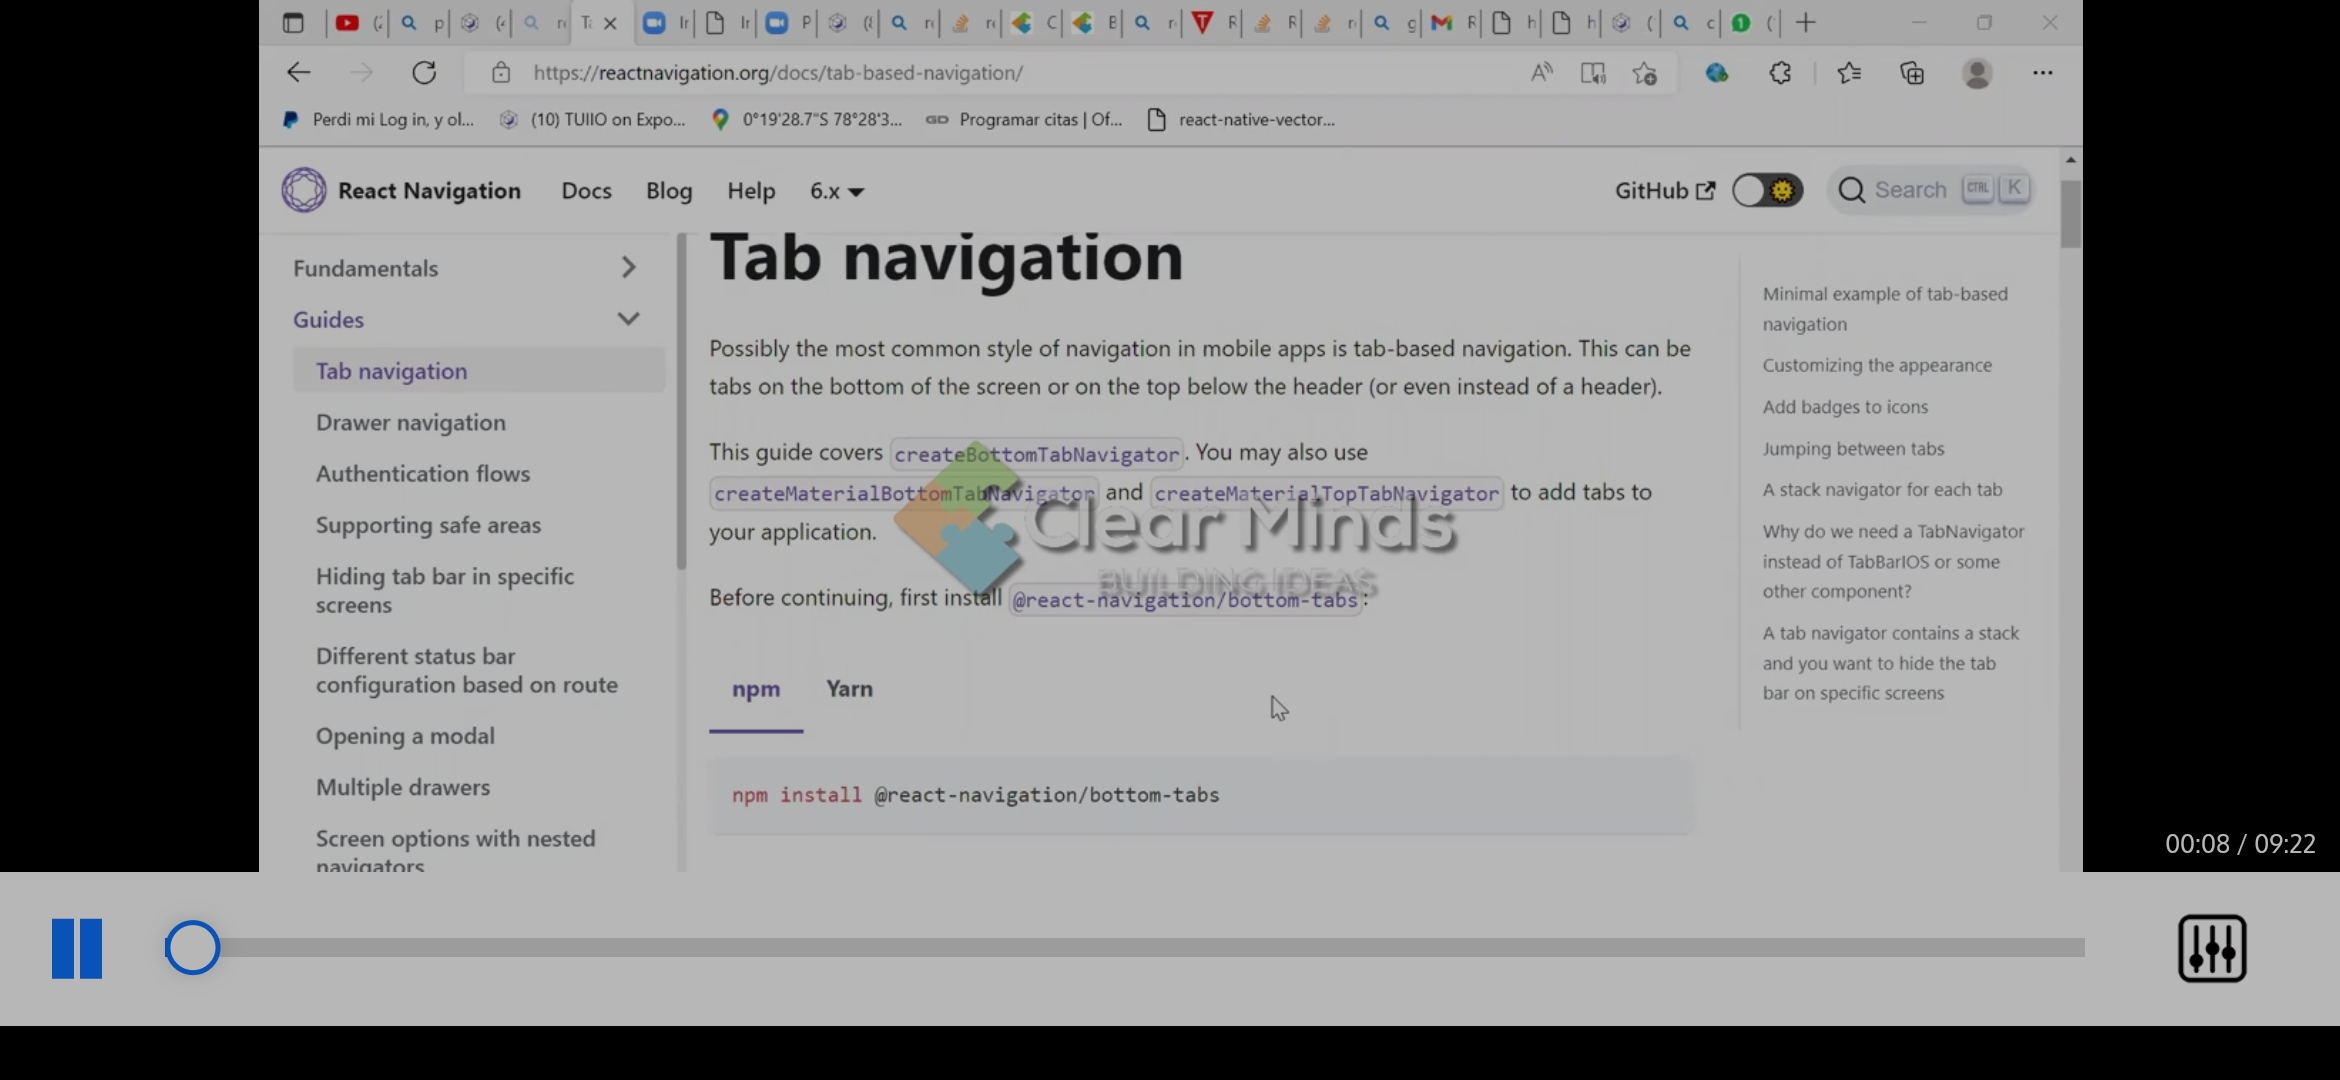 https://reactnavigation.org/docs/tab-based-navigation/
Perdi mi Log in, y ol...
(10) TUIIO on Expo...
0°19'28.7"S 78°28'3...
Programar citas | Of...
react-native-vector...
React Navigation
Docs
Blog
Help
6.x
GitHub
Search
CTRL
K
Fundamentals
Guides
Tab navigation
Drawer navigation
Authentication flows
Supporting safe areas
Hiding tab bar in specific
screens
Different status bar
configuration based on route
Opening a modal
Multiple drawers
Screen options with nested
navigators
Tab navigation
Possibly the most common style of navigation in mobile apps is tab-based navigation. This can be
tabs on the bottom of the screen or on the top below the header (or even instead of a header).
This guide covers createBottomTabNavigator. You may also use
createMaterialBottomTabNavigator and createMaterialTopTabNavigator to add tabs to
your application.
Clear Minds
BUILDING IDEAS
Before continuing, first install @react-navigation/bottom-tabs:
npm
Yarn
npm install @react-navigation/bottom-tabs
Minimal example of tab-based
navigation
Customizing the appearance
Add badges to icons
Jumping between tabs
A stack navigator for each tab
Why do we need a TabNavigator
instead of TabBarIOS or some
other component?
A tab navigator contains a stack
and you want to hide the tab
bar on specific screens
00:08 / 09:22